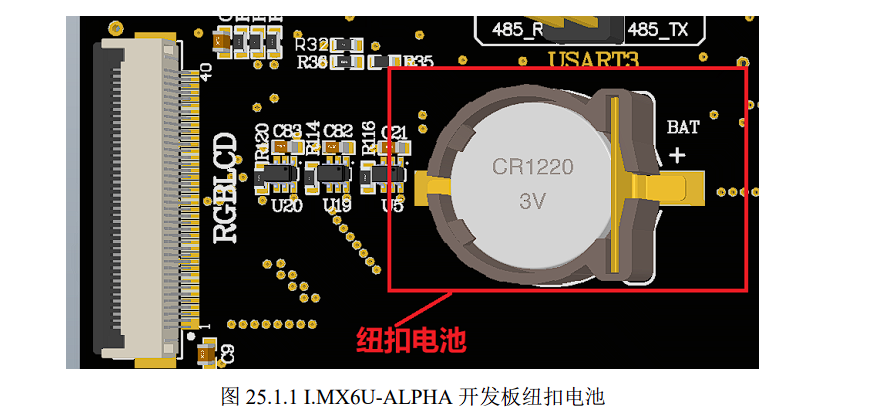 485_R
485_TX
USART3
R32
R36
R35
40
BAT
+
R120
C83
R114
C82
R116
C21
RGBLCD
CR1220
3V
U20
U19
U5
1
C9
纽扣电池
图 25.1.1 I.MX6U-ALPHA 开发板纽扣电池